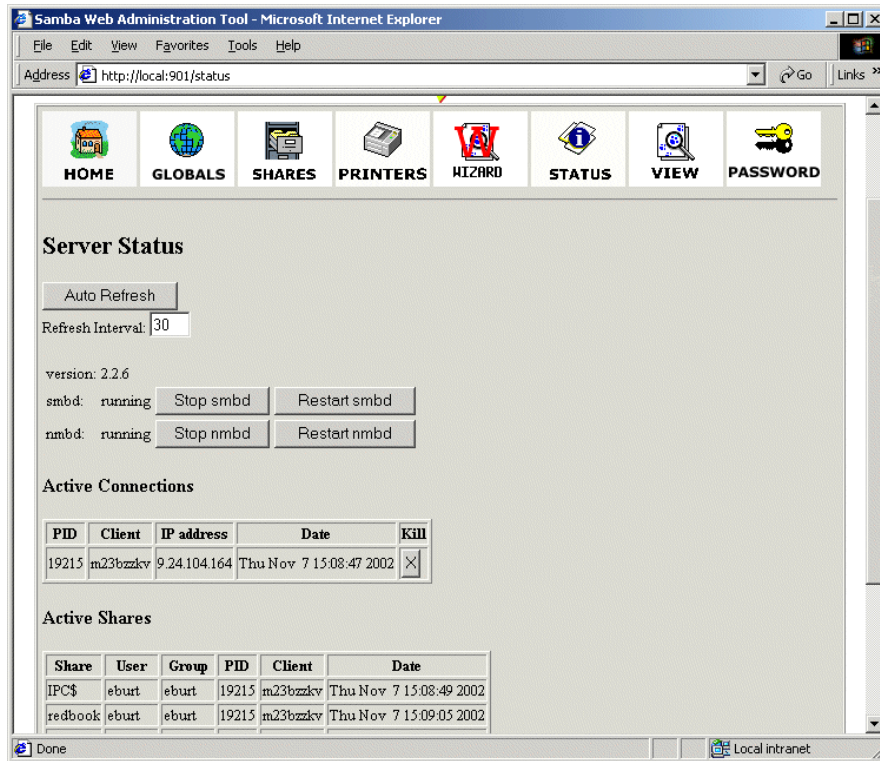 Samba Web Administration Tool - Microsoft Internet Explorer
File Edit View Favorites Tools Help
Address http://local:901/status Go Links »
HOME GLOBALS SHARES PRINTERS WIZARD STATUS VIEW PASSWORD
Server Status
Auto Refresh
Refresh Interval: 30
version: 2.2.6
smbd: running Stop smbd Restart smbd
nmbd: running Stop nmbd Restart nmbd
Active Connections
PID Client IP address Date Kill
19215 m23bzzkv 9.24.104.164 Thu Nov 7 15:08:47 2002 X
Active Shares
Share User Group PID Client Date
IPC$ eburt eburt 19215 m23bzzkv Thu Nov 7 15:08:49 2002
redbook eburt eburt 19215 m23bzzkv Thu Nov 7 15:09:05 2002
Done Local intranet